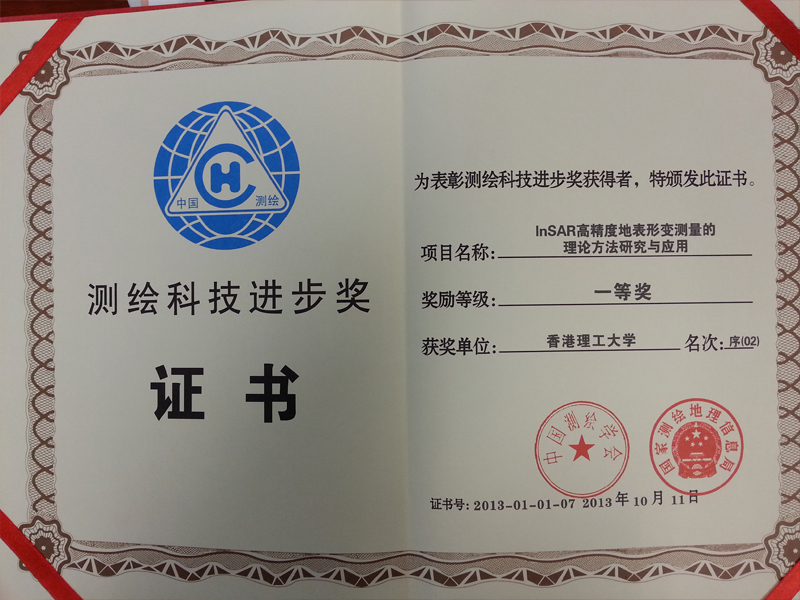 CH
中国 测绘
测绘科技进步奖
证书
为表彰测绘科技进步奖获得者，特颁发此证书。
InSAR高精度地表形变测量的
项目名称：理论方法研究与应用
奖励等级：一等奖
获奖单位：香港理工大学 名次：序(02)
中国测绘学会
国家测绘地理信息局
证书号：2013-01-01-07 2013年10月11日